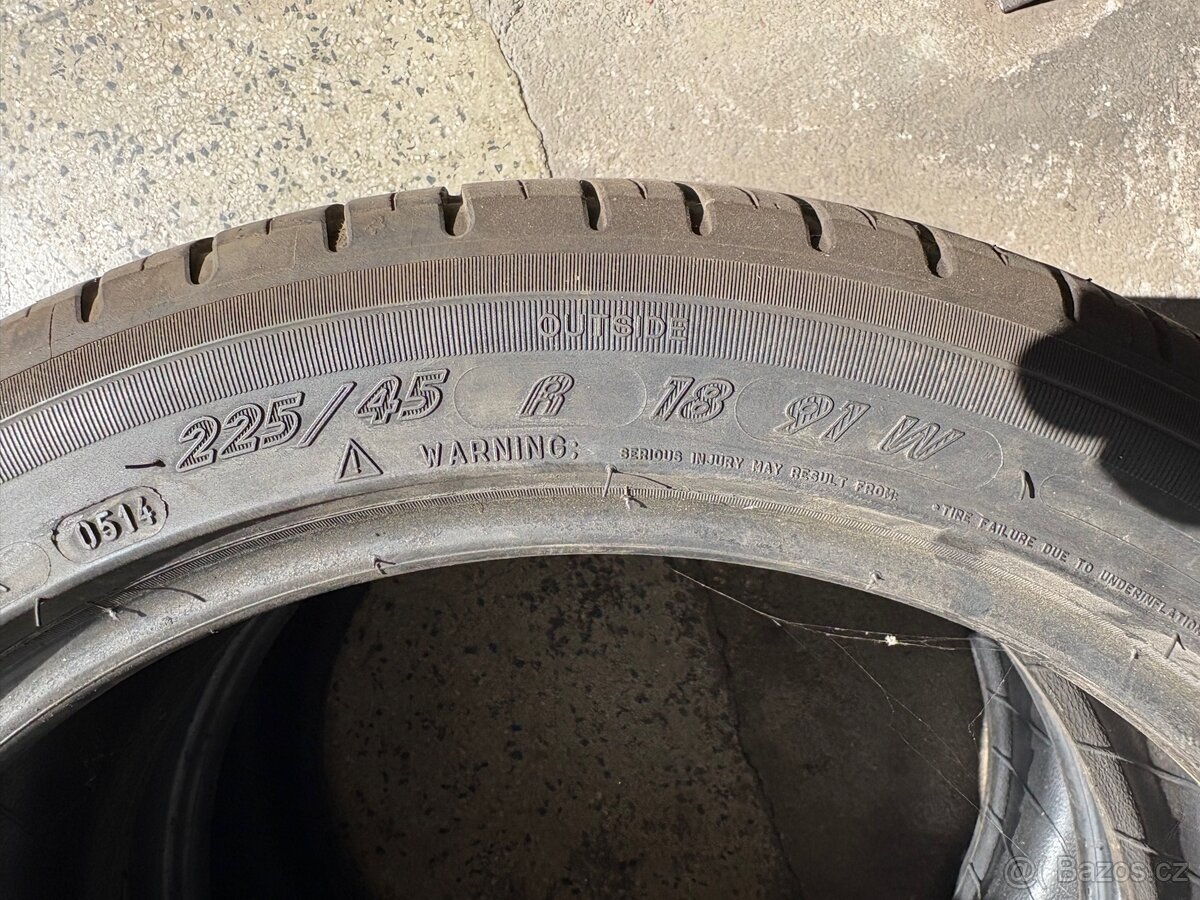 OUTSIDE
225/45 R 18 91 W
⚠ WARNING: SERIOUS INJURY MAY RESULT FROM:
•TIRE FAILURE DUE TO UNDERINFLATION
0514
@ Bazos.cz